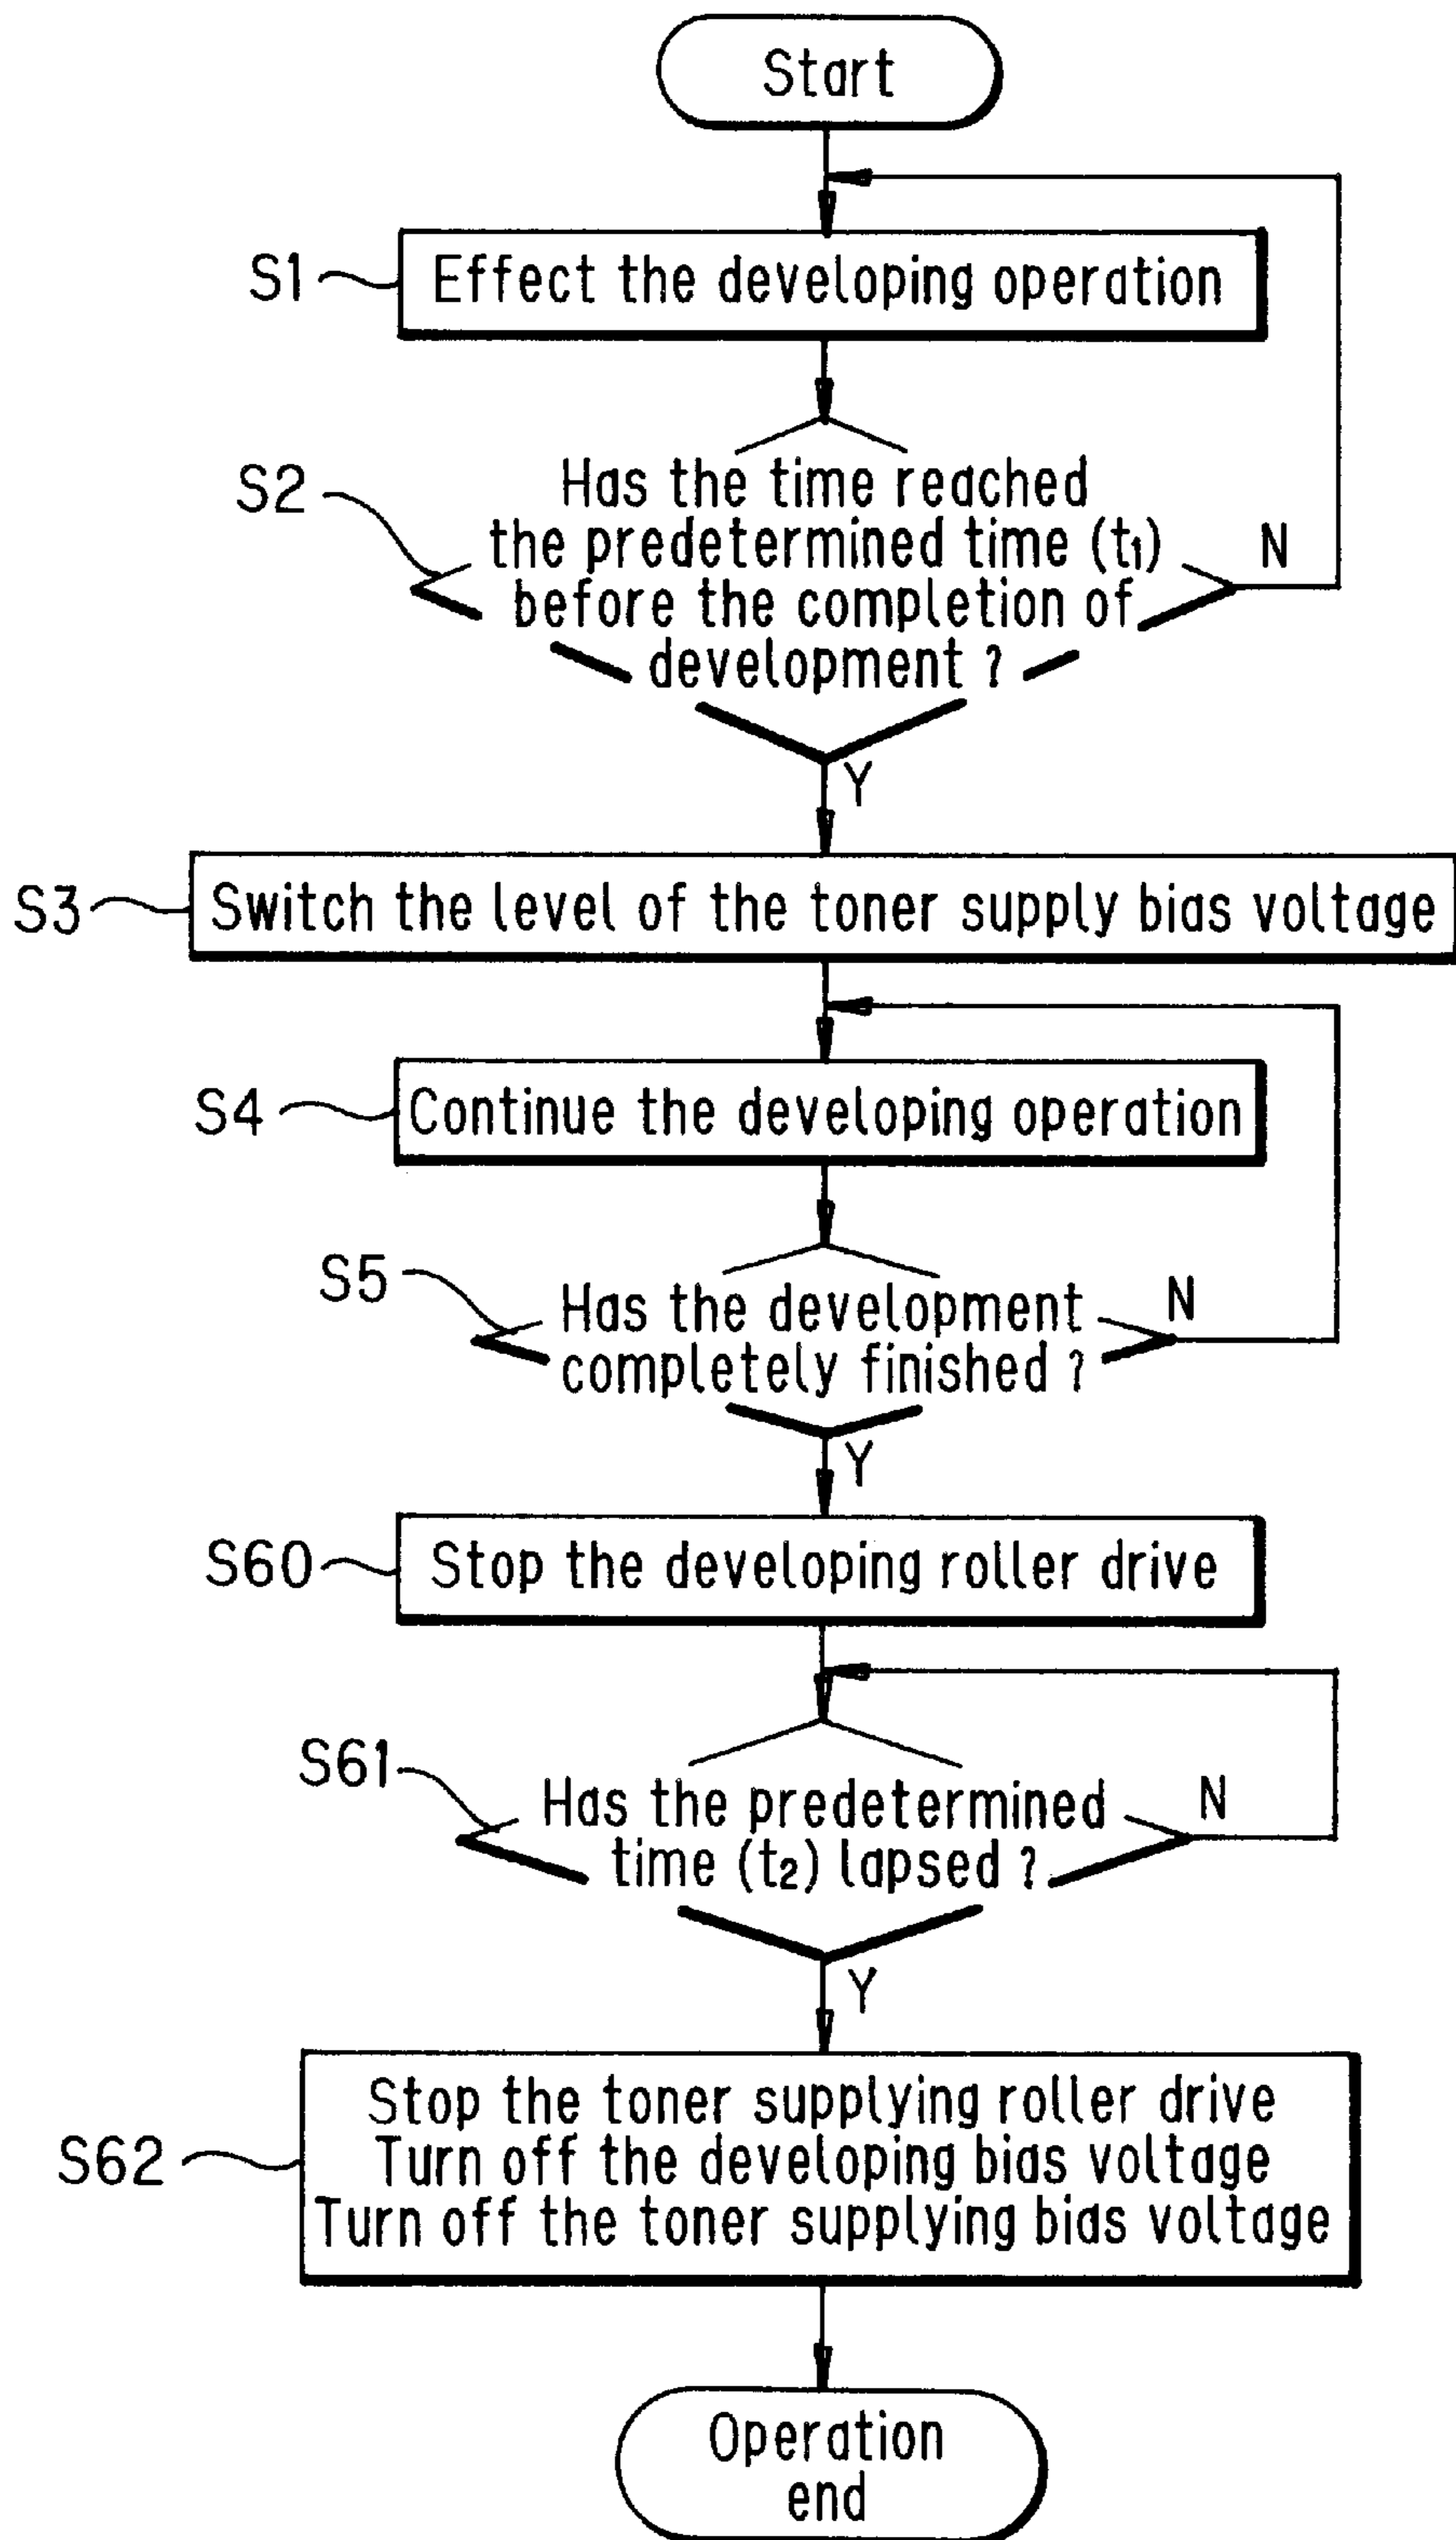 Start
S1
Effect the developing operation
S2
Has the time reached
the predetermined time (t1)
before the completion of
development ?
N
Y
S3
Switch the level of the toner supply bias voltage
S4
Continue the developing operation
S5
Has the development
completely finished ?
N
Y
S60
Stop the developing roller drive
S61
Has the predetermined
time (t2) lapsed ?
N
Y
S62
Stop the toner supplying roller drive
Turn off the developing bias voltage
Turn off the toner supplying bias voltage
Operation
end